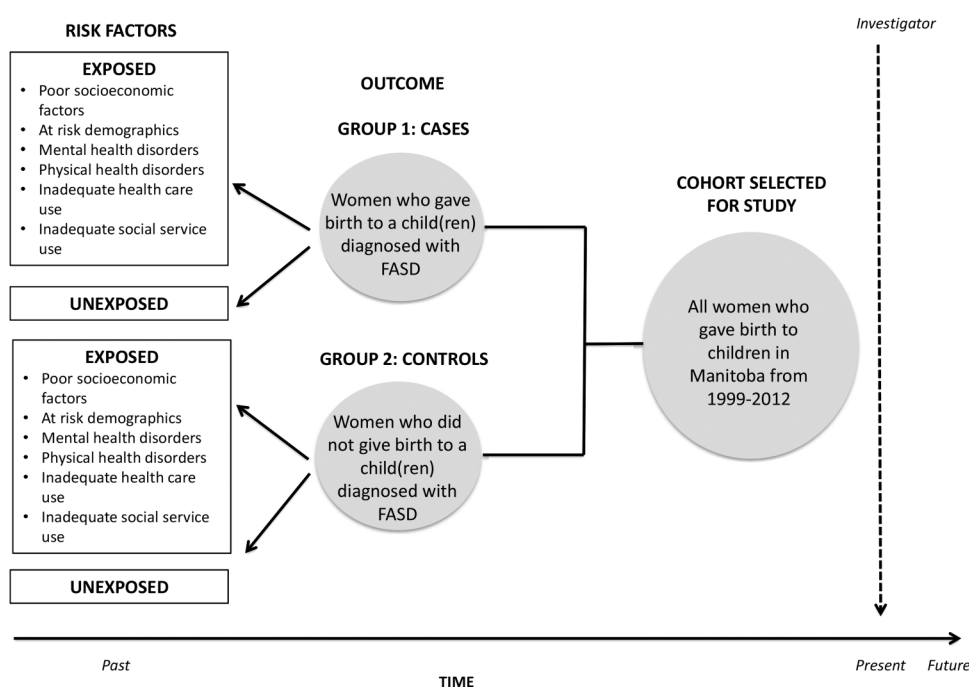 RISK FACTORS
EXPOSED
• Poor socioeconomic
factors
• At risk demographics
• Mental health disorders
• Physical health disorders
• Inadequate health care
use
• Inadequate social service
use
UNEXPOSED
EXPOSED
• Poor socioeconomic
factors
• At risk demographics
• Mental health disorders
• Physical health disorders
• Inadequate health care
use
• Inadequate social service
use
UNEXPOSED
OUTCOME
GROUP 1: CASES
Women who gave
birth to a child(ren)
diagnosed with
FASD
GROUP 2: CONTROLS
Women who did
not give birth to a
child(ren)
diagnosed with
FASD
COHORT SELECTED
FOR STUDY
All women who
gave birth to
children in
Manitoba from
1999-2012
Investigator
Past
Present
Future
TIME